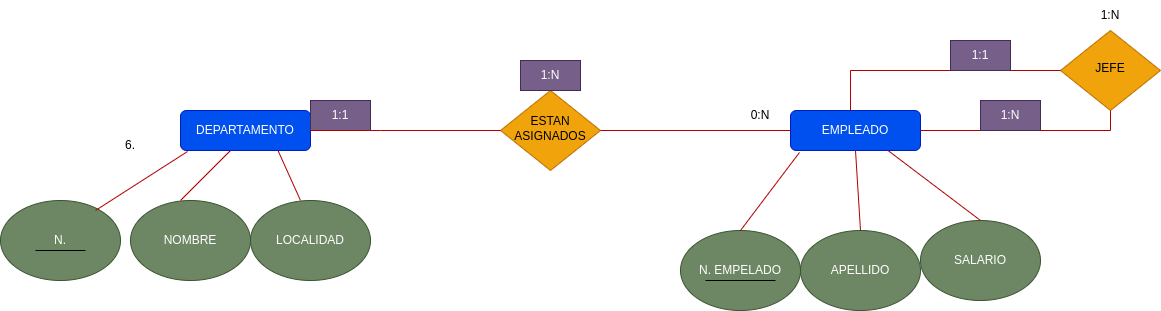 1:N
1:1
JEFE
1:N
1:1
ESTAN
ASIGNADOS
0:N
1:N
DEPARTAMENTO
EMPLEADO
6.
N.
NOMBRE
LOCALIDAD
N. EMPELADO
APELLIDO
SALARIO